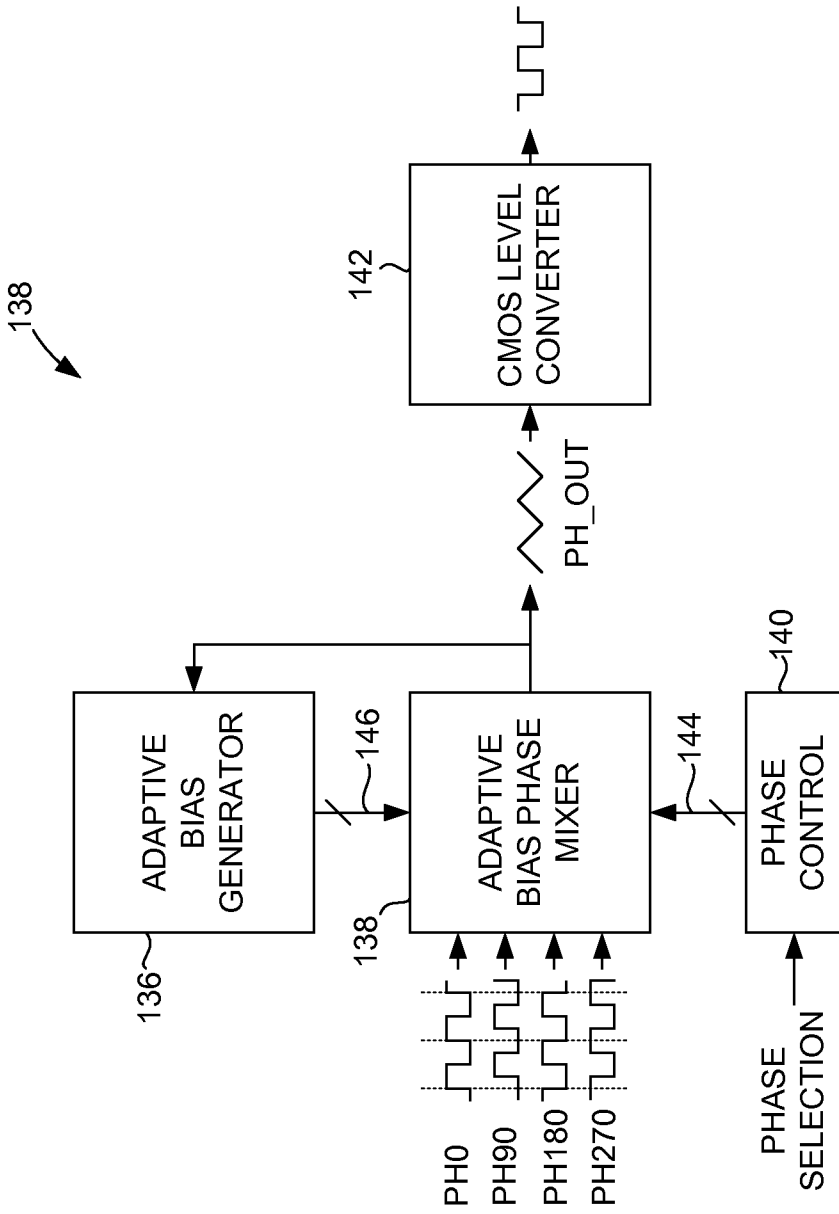 138
ADAPTIVE
BIAS
GENERATOR
136
146
PH0
PH90
PH180
PH270
138
ADAPTIVE
BIAS PHASE
MIXER
PH_OUT
142
CMOS LEVEL
CONVERTER
144
140
PHASE
CONTROL
PHASE
SELECTION